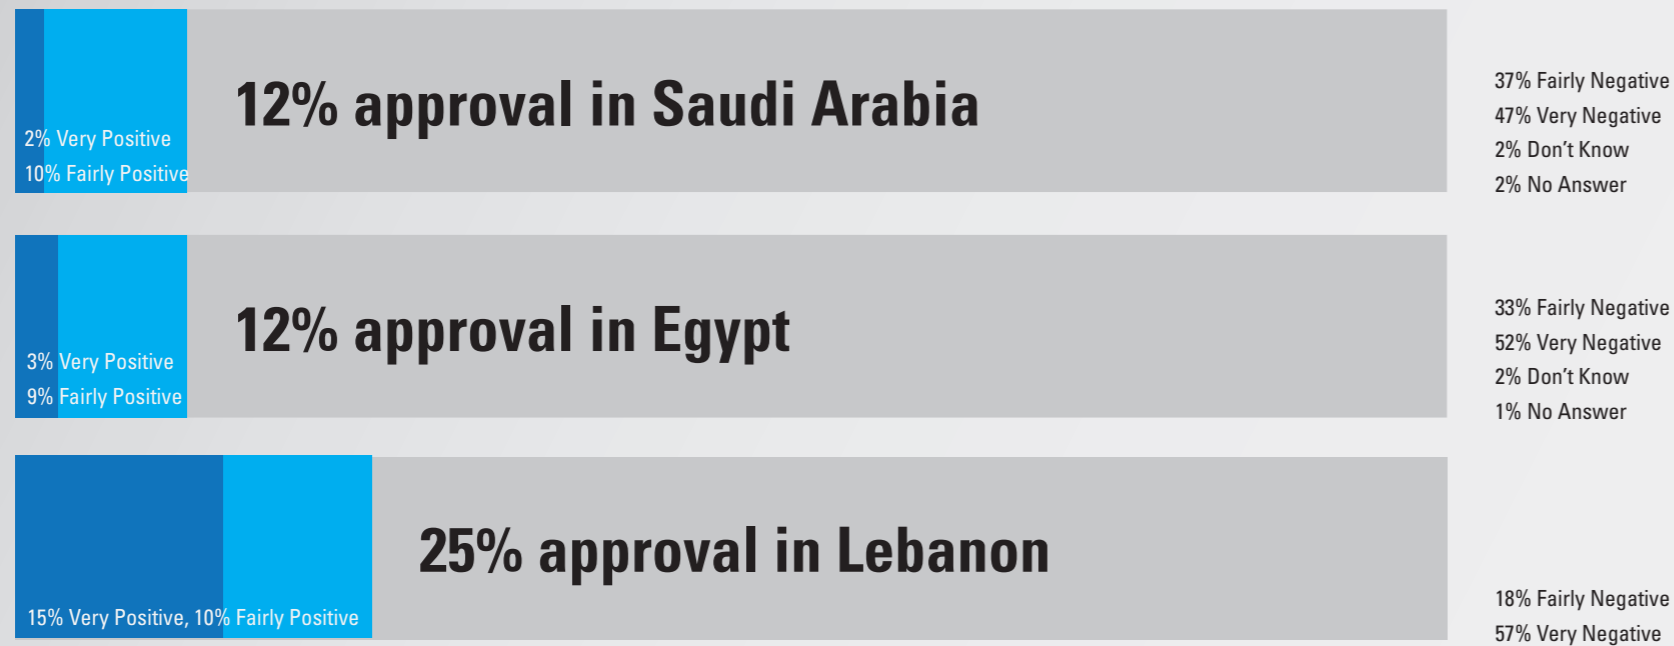 12% approval in Saudi Arabia
2% Very Positive
10% Fairly Positive
37% Fairly Negative
47% Very Negative
2% Don’t Know
2% No Answer
12% approval in Egypt
3% Very Positive
9% Fairly Positive
33% Fairly Negative
52% Very Negative
2% Don’t Know
1% No Answer
25% approval in Lebanon
15% Very Positive, 10% Fairly Positive
18% Fairly Negative
57% Very Negative